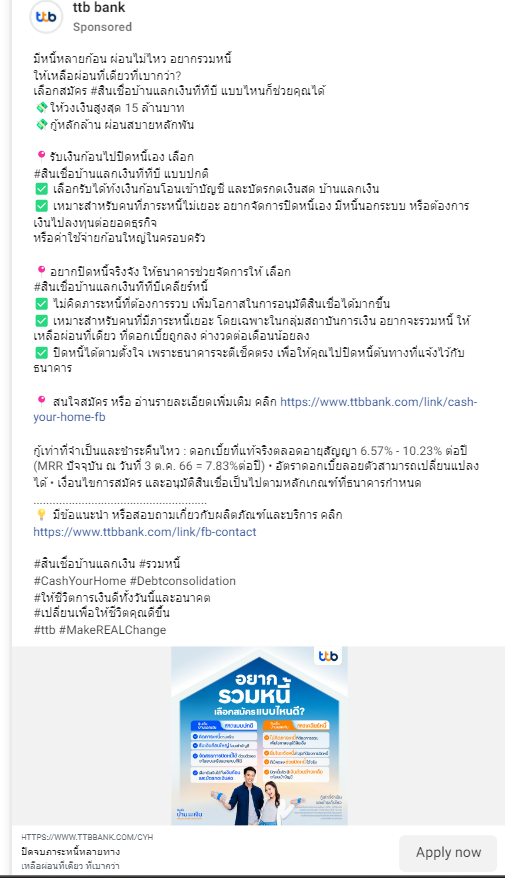 ttb
ttb bank
Sponsored
มีหนี้หลายก้อน ผ่อนไม่ไหว อยากรวมหนี้
ให้เหลือผ่อนที่เดียวที่เบากว่า?
เลือกสมัคร #สินเชื่อบ้านแลกเงินทีทีบี แบบไหนก็ช่วยคุณได้
💸 ให้วงเงินสูงสุด 15 ล้านบาท
💸 กู้หลักล้าน ผ่อนสบายหลักพัน
📍 รับเงินก้อนไปปิดหนี้เอง เลือก
#สินเชื่อบ้านแลกเงินทีทีบี แบบปกติ
✅ เลือกรับได้ทั้งเงินก้อนโอนเข้าบัญชี และบัตรกดเงินสด บ้านแลกเงิน
✅ เหมาะสำหรับคนที่ภาระหนี้ไม่เยอะ อยากจัดการปิดหนี้เอง มีหนี้นอกระบบ หรือต้องการ
เงินไปลงทุนต่อยอดธุรกิจ
หรือค่าใช้จ่ายก้อนใหญ่ในครอบครัว
📍 อยากปิดหนี้จริงจัง ให้ธนาคารช่วยจัดการให้ เลือก
#สินเชื่อบ้านแลกเงินทีทีบีเคลียร์หนี้
✅ ไม่คิดภาระหนี้ที่ต้องการรวบ เพิ่มโอกาสในการอนุมัติสินเชื่อได้มากขึ้น
✅ เหมาะสำหรับคนที่มีภาระหนี้เยอะ โดยเฉพาะในกลุ่มสถาบันการเงิน อยากจะรวมหนี้ ให้
เหลือผ่อนที่เดียว ที่ดอกเบี้ยถูกลง ค่างวดต่อเดือนน้อยลง
✅ ปิดหนี้ได้ตามตั้งใจ เพราะธนาคารจะตีเช็คตรง เพื่อให้คุณไปปิดหนี้ต้นทางที่แจ้งไว้กับ
ธนาคาร
📍 สนใจสมัคร หรือ อ่านรายละเอียดเพิ่มเติม คลิก https://www.ttbbank.com/link/cash-
your-home-fb
กู้เท่าที่จำเป็นและชำระคืนไหว : ดอกเบี้ยที่แท้จริงตลอดอายุสัญญา 6.57% - 10.23% ต่อปี
(MRR ปัจจุบัน ณ วันที่ 3 ต.ค. 66 = 7.83%ต่อปี) • อัตราดอกเบี้ยลอยตัวสามารถเปลี่ยนแปลง
ได้ • เงื่อนไขการสมัคร และอนุมัติสินเชื่อเป็นไปตามหลักเกณฑ์ที่ธนาคารกำหนด
......................................................
💡 มีข้อแนะนำ หรือสอบถามเกี่ยวกับผลิตภัณฑ์และบริการ คลิก
https://www.ttbbank.com/link/fb-contact
#สินเชื่อบ้านแลกเงิน #รวมหนี้
#CashYourHome #Debtconsolidation
#ให้ชีวิตการเงินดีทั้งวันนี้และอนาคต
#เปลี่ยนเพื่อให้ชีวิตคุณดีขึ้น
#ttb #MakeREALChange
ttb
อยาก
รวมหนี้
เลือกสมัครแบบไหนดี?
HTTPS://WWW.TTBBANK.COM/CYH
ปิดจบภาระหนี้หลายทาง
เหลือผ่อนที่เดียว ที่เบากว่า
Apply now